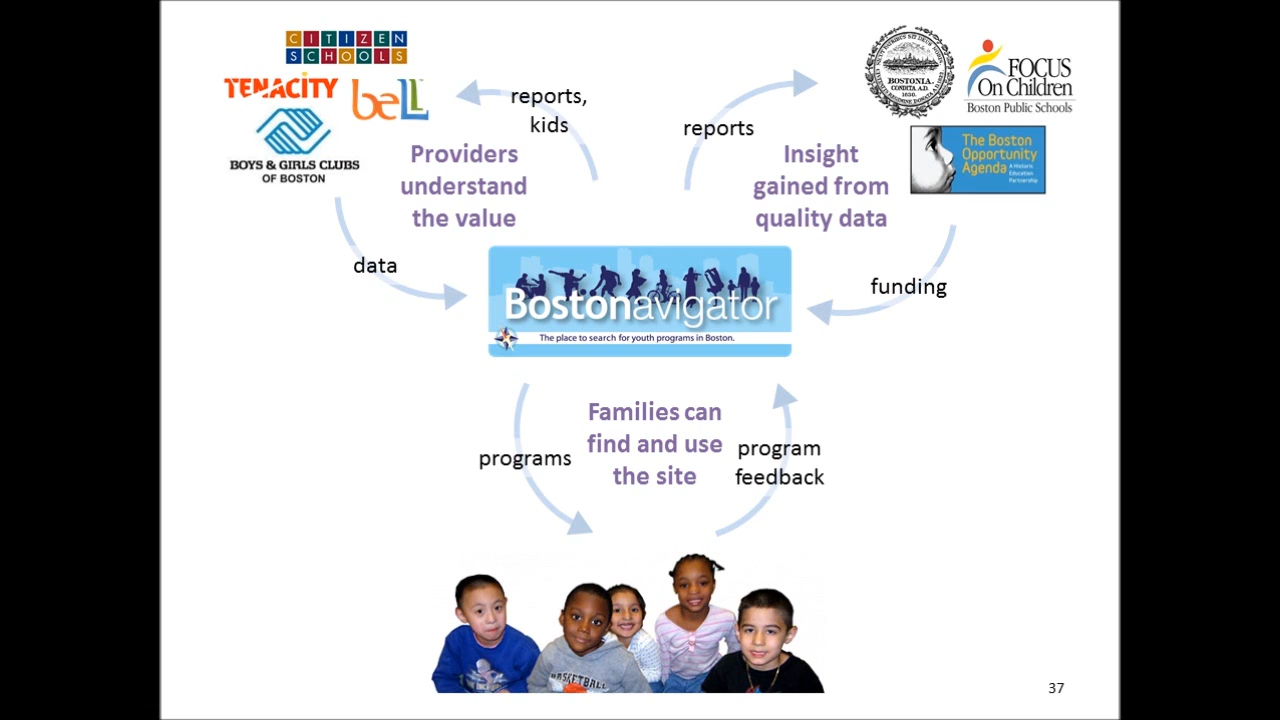 CITIZEN
SCHOOLS
TENACITY
beLL
BOYS & GIRLS CLUBS
OF BOSTON
reports,
kids
Providers
understand
the value
data
reports
Insight
gained from
quality data
BOSTONIA.
CONDITA A.D.
1630.
FOCUS
On Children
Boston Public Schools
The Boston
Opportunity
Agenda
A Historic
Education
Partnership
funding
Bostonavigator
The place to search for youth programs in Boston.
programs
Families can
find and use
the site
program
feedback
BASKETBALL
37